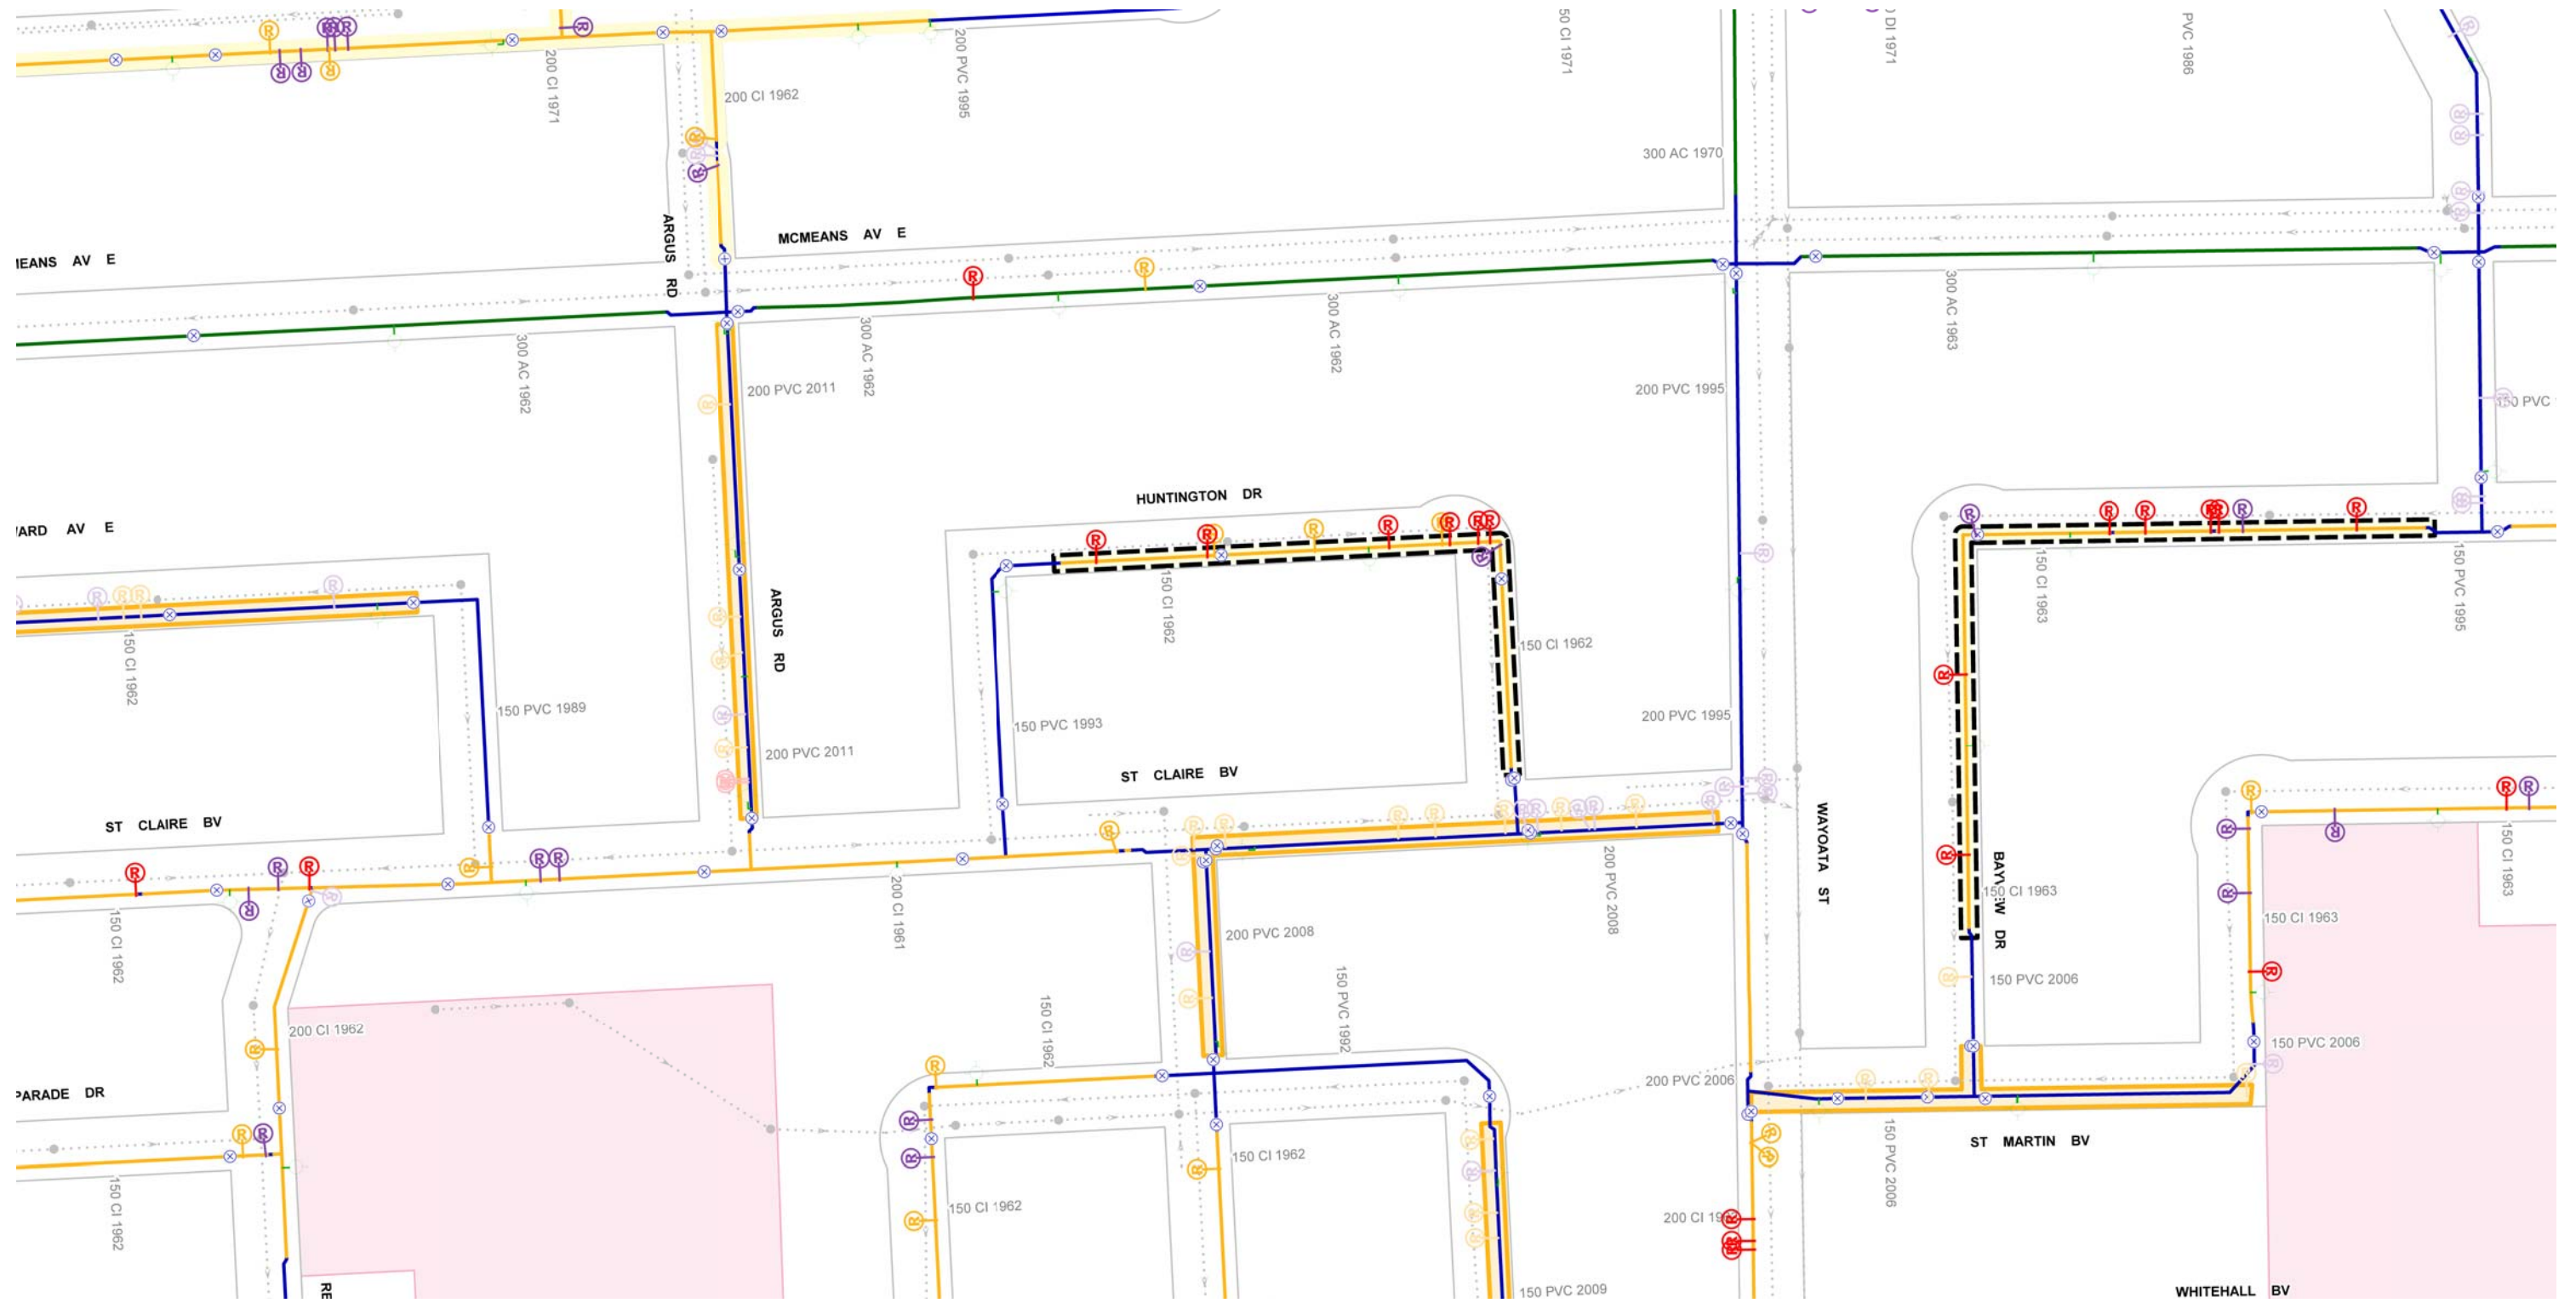 200 CI 1971
200 CI 1962
200 PVC 1995
50 CI 1971
DI 1971
PVC 1986
300 AC 1970
ARGUS RD
MCMEANS AV E
MEANS AV E
300 AC 1962
200 PVC 2011
300 AC 1962
300 AC 1962
200 PVC 1995
300 AC 1963
150 PVC
HUNTINGTON DR
ARD AV E
150 CI 1962
150 CI 1963
150 PVC 1995
ARGUS RD
150 CI 1962
150 CI 1962
150 PVC 1989
150 PVC 1993
200 PVC 1995
200 PVC 2011
ST CLAIRE BV
ST CLAIRE BV
WAYOATA ST
BAYVIEW DR
150 CI 1963
150 CI 1963
150 CI 1963
150 CI 1962
200 CI 1961
200 PVC 2008
200 PVC 2008
150 PVC 2006
150 CI 1962
150 PVC 1992
200 CI 1962
150 PVC 2006
200 PVC 2006
PARADE DR
150 CI 1962
150 CI 1962
150 CI 1962
150 PVC 2006
ST MARTIN BV
200 CI 19
RE
150 PVC 2009
WHITEHALL BV